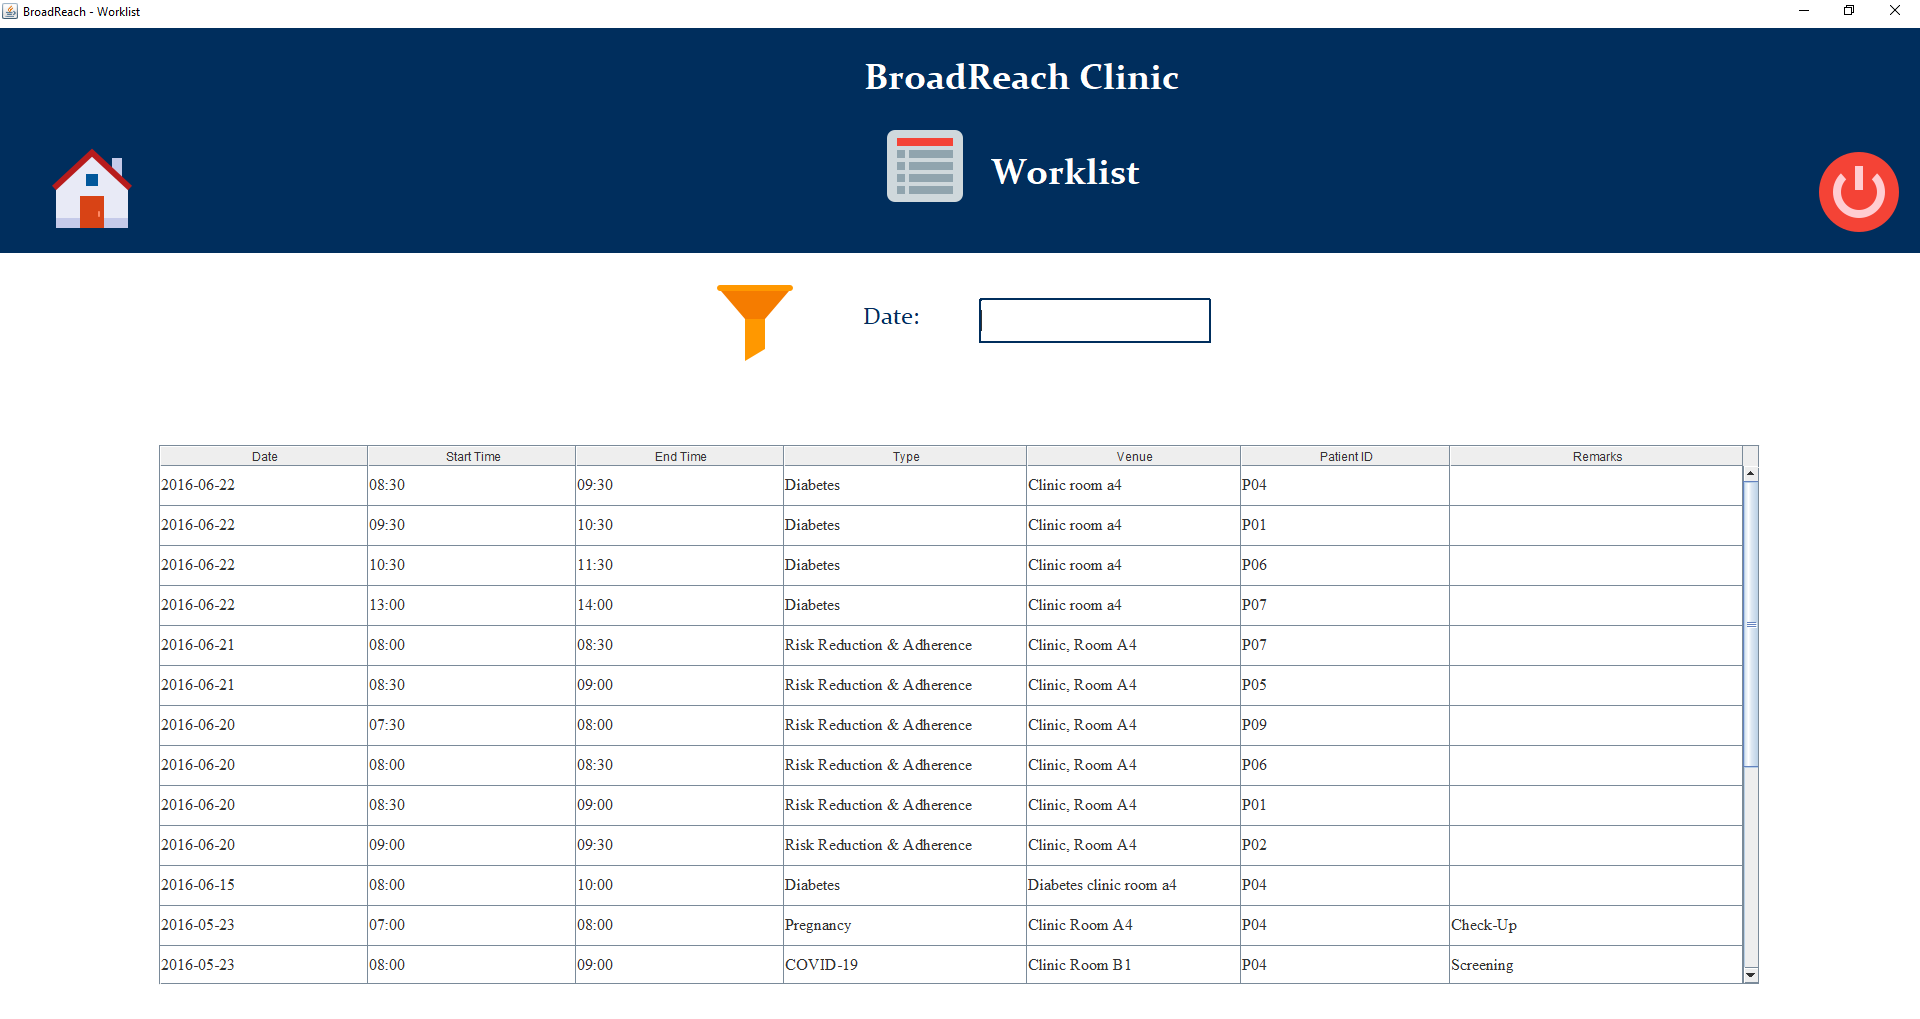 BroadReach - Worklist
BroadReach Clinic
Worklist
Date:
Date Start Time End Time Type Venue Patient ID Remarks
2016-06-22 08:30 09:30 Diabetes Clinic room a4 P04
2016-06-22 09:30 10:30 Diabetes Clinic room a4 P01
2016-06-22 10:30 11:30 Diabetes Clinic room a4 P06
2016-06-22 13:00 14:00 Diabetes Clinic room a4 P07
2016-06-21 08:00 08:30 Risk Reduction & Adherence Clinic, Room A4 P07
2016-06-21 08:30 09:00 Risk Reduction & Adherence Clinic, Room A4 P05
2016-06-20 07:30 08:00 Risk Reduction & Adherence Clinic, Room A4 P09
2016-06-20 08:00 08:30 Risk Reduction & Adherence Clinic, Room A4 P06
2016-06-20 08:30 09:00 Risk Reduction & Adherence Clinic, Room A4 P01
2016-06-20 09:00 09:30 Risk Reduction & Adherence Clinic, Room A4 P02
2016-06-15 08:00 10:00 Diabetes Diabetes clinic room a4 P04
2016-05-23 07:00 08:00 Pregnancy Clinic Room A4 P04 Check-Up
2016-05-23 08:00 09:00 COVID-19 Clinic Room B1 P04 Screening